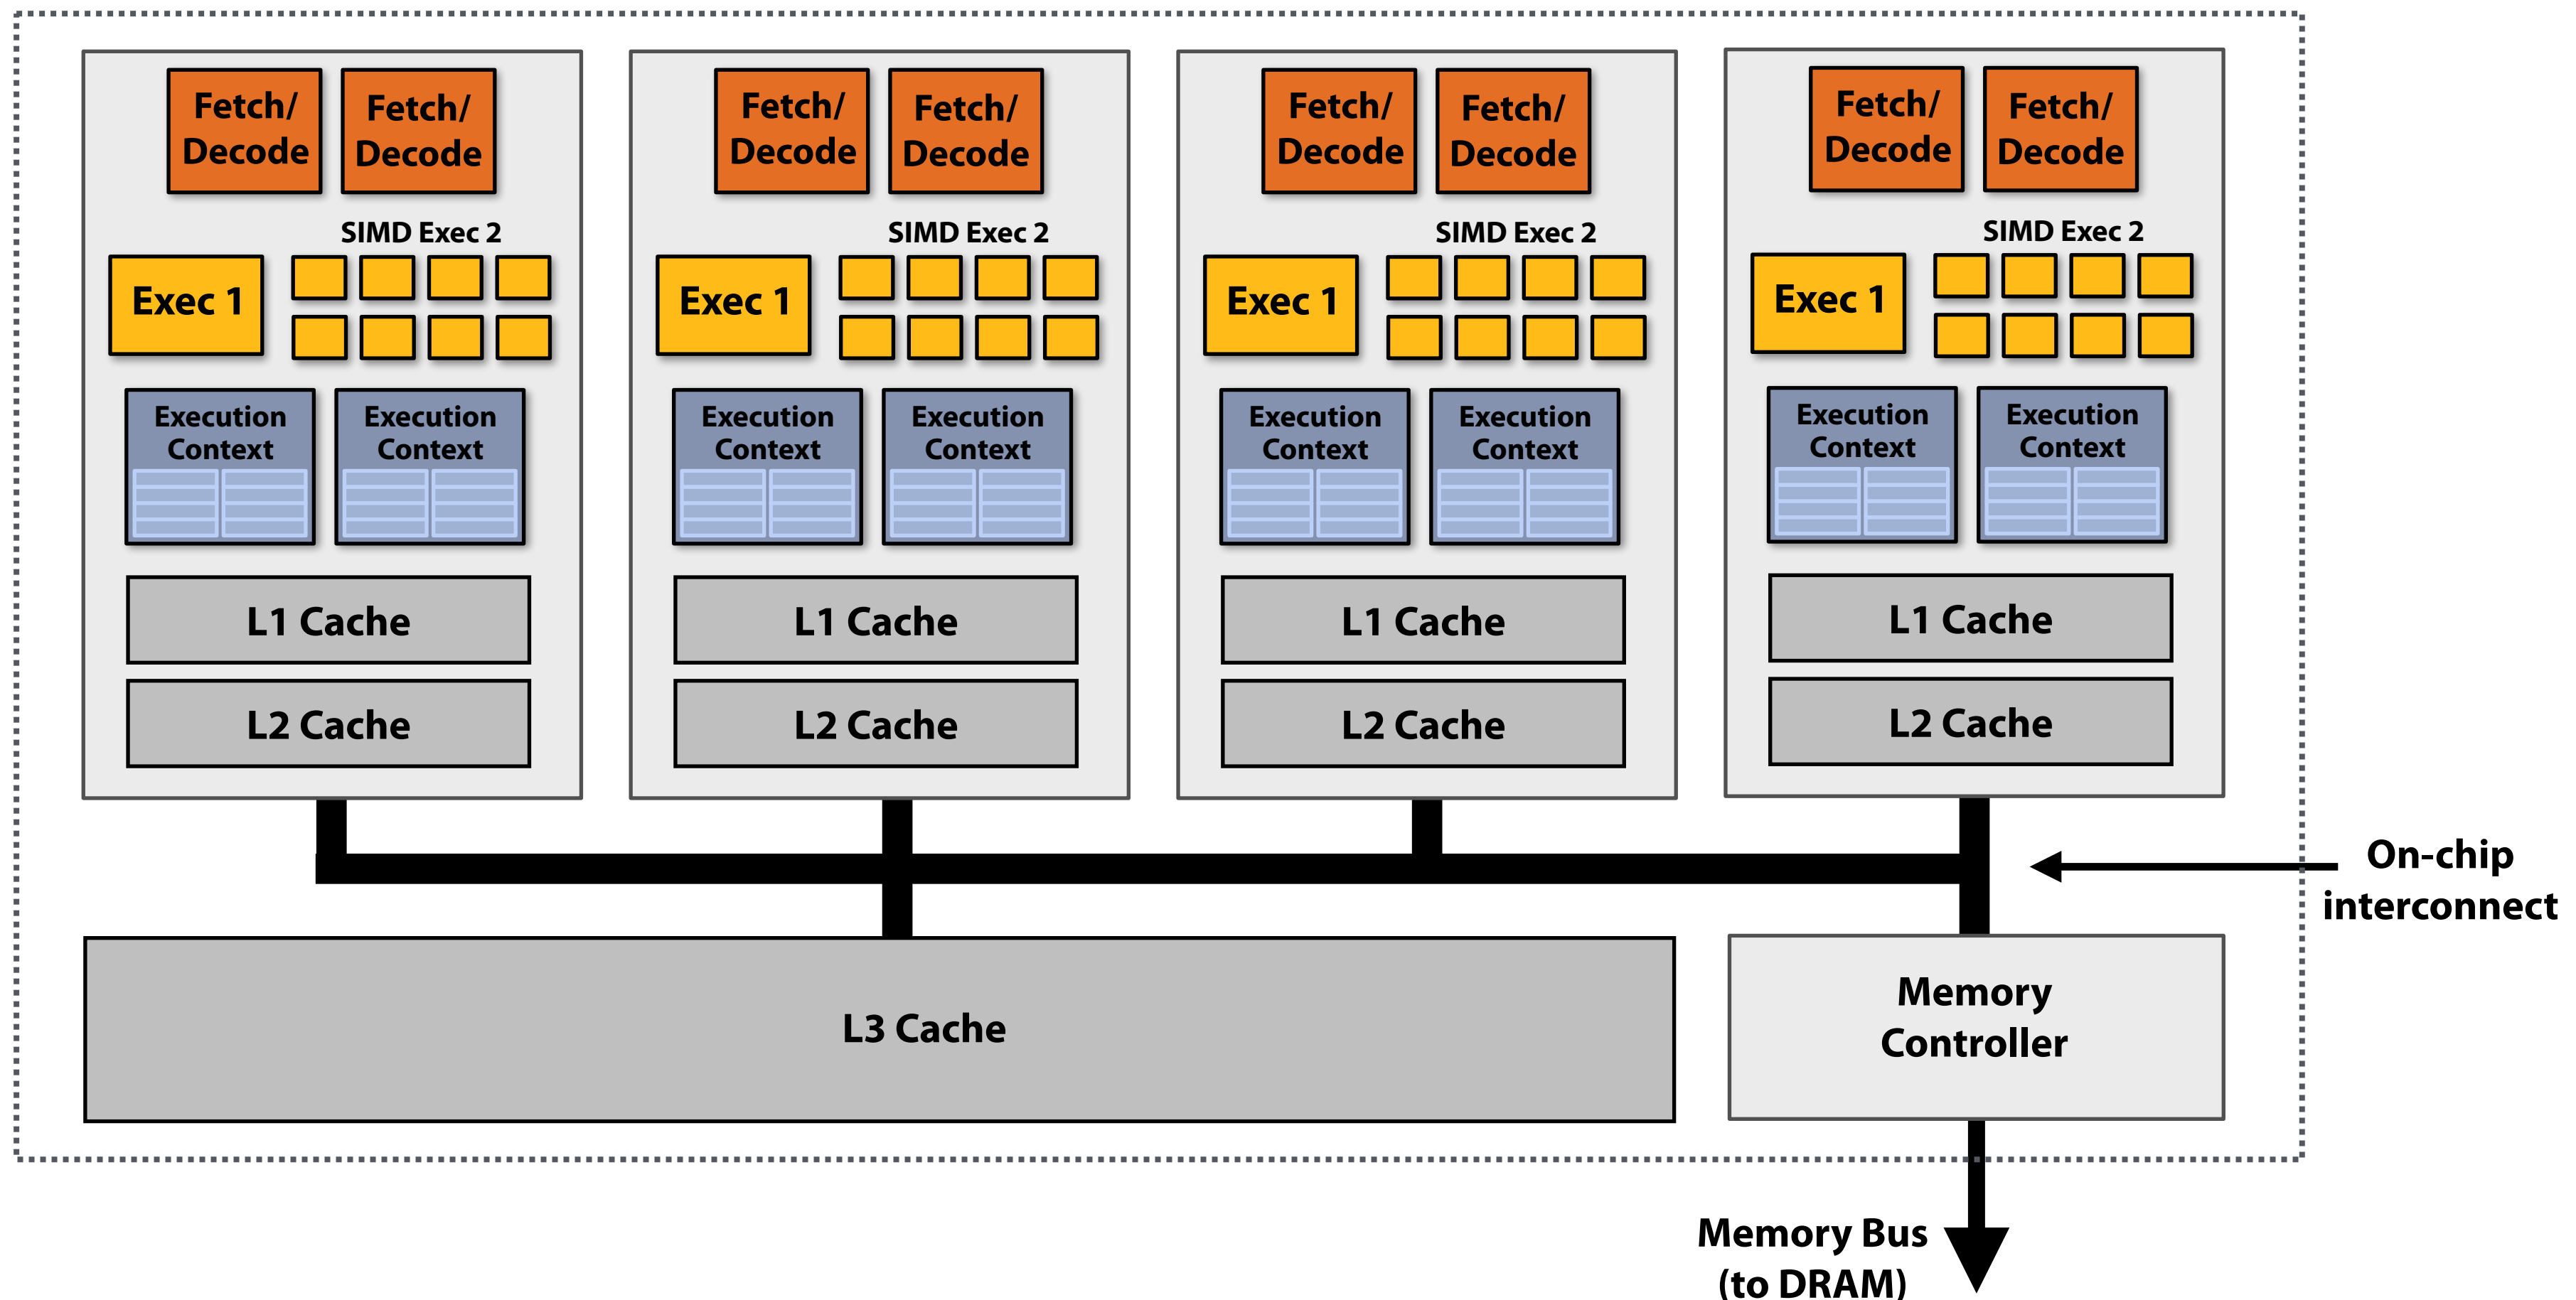 Fetch/
Decode
Fetch/
Decode
SIMD Exec 2
Exec 1
Execution
Context
Execution
Context
L1 Cache
L2 Cache
Fetch/
Decode
Fetch/
Decode
SIMD Exec 2
Exec 1
Execution
Context
Execution
Context
L1 Cache
L2 Cache
Fetch/
Decode
Fetch/
Decode
SIMD Exec 2
Exec 1
Execution
Context
Execution
Context
L1 Cache
L2 Cache
Fetch/
Decode
Fetch/
Decode
SIMD Exec 2
Exec 1
Execution
Context
Execution
Context
L1 Cache
L2 Cache
On-chip
interconnect
L3 Cache
Memory
Controller
Memory Bus
(to DRAM)